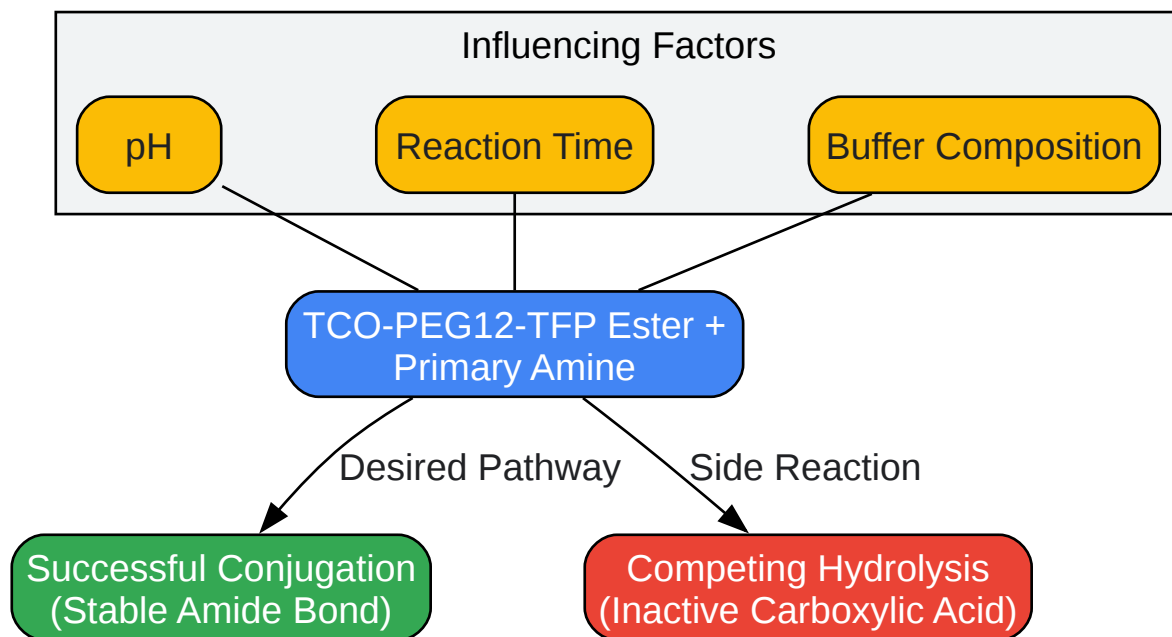 Influencing Factors
pH
Reaction Time
Buffer Composition
TCO-PEG12-TFP Ester +
Primary Amine
Desired Pathway
Side Reaction
Successful Conjugation
(Stable Amide Bond)
Competing Hydrolysis
(Inactive Carboxylic Acid)